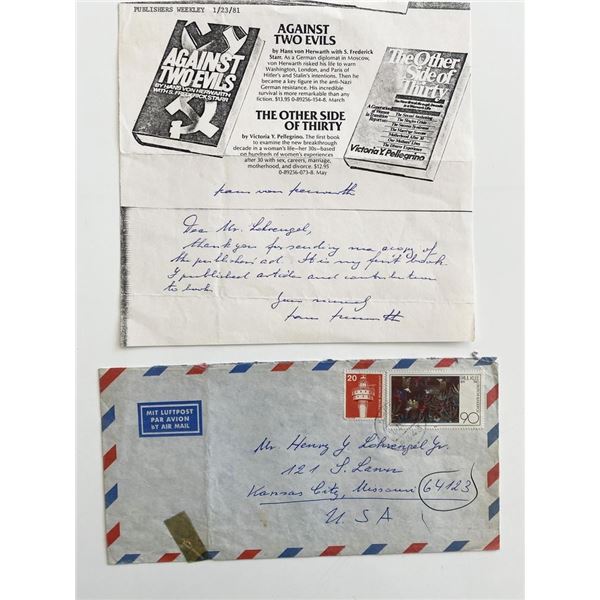 PUBLISHERS WEEKLEY 1/23/81
AGAINST
TWO EVILS
BY HANS VON HERWARTH
WITH S. FREDERICK STARR
AGAINST
TWO EVILS
by Hans von Herwarth with S. Frederick
Starr. As a German diplomat in Moscow,
von Herwarth risked his life to warn
Washington, London, and Paris of
Hitler's and Stalin's intentions. Then he
became a key figure in the anti-Nazi
German resistance. His incredible
survival is more remarkable than any
fiction. $13.95 0-89256-154-8. March
THE OTHER SIDE
OF THIRTY
by Victoria Y. Pellegrino. The first book
to examine the new breakthrough
decade in a woman's life—her 30s—based
on hundreds of women's experiences
after 30 with sex, careers, marriage,
motherhood, and divorce. $12.95
0-89256-073-8. May
The Other
Side of
Thirty
Victoria Y. Pellegrino
Hans von Herwarth
Dear Mr. Lohrengel,
thank you for sending me a copy of
the publisher's ad. It is my first book.
I published articles and contributions
to books.
Yours sincerely
Hans Herwarth
MIT LUFTPOST
PAR AVION
BY AIR MAIL
20
90
Mr Henry G Lohrengel Jr.
121 S. Lawn
Kansas City, Missouri 64123
USA